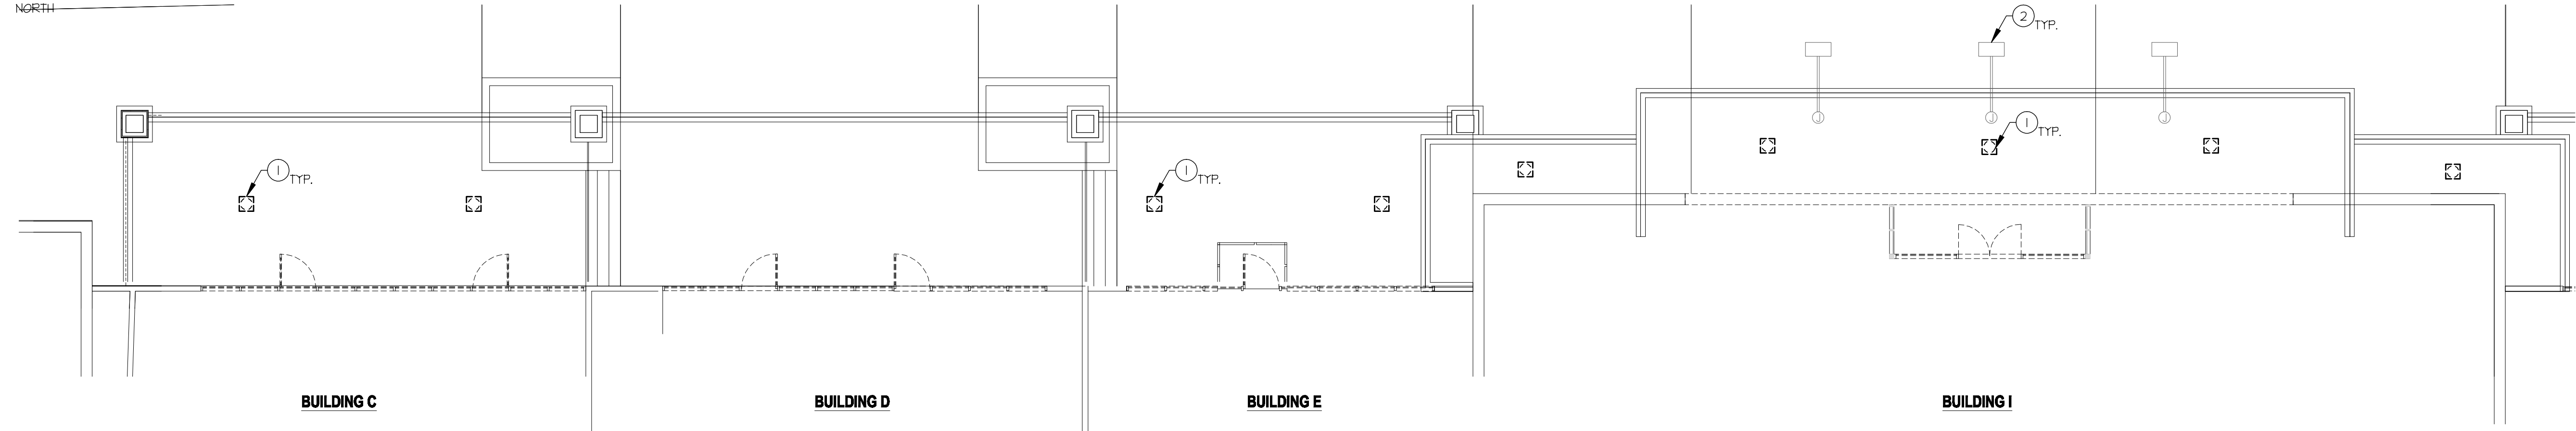 NORTH
2
TYP.
1
TYP.
1
TYP.
1
TYP.
J
J
J
BUILDING C
BUILDING D
BUILDING E
BUILDING I